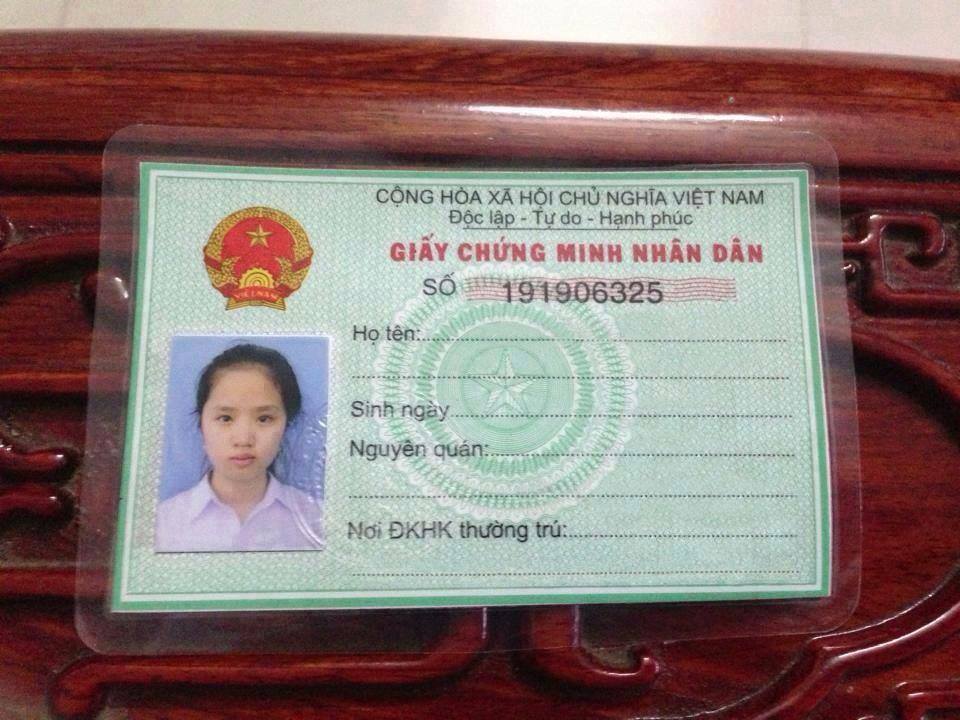 CỘNG HÒA XÃ HỘI CHỦ NGHĨA VIỆT NAM
Độc lập - Tự do - Hạnh phúc
GIẤY CHỨNG MINH NHÂN DÂN
SỐ 191906325
Họ tên:
Sinh ngày
Nguyên quán:
Nơi ĐKHK thường trú:
VIỆT NAM